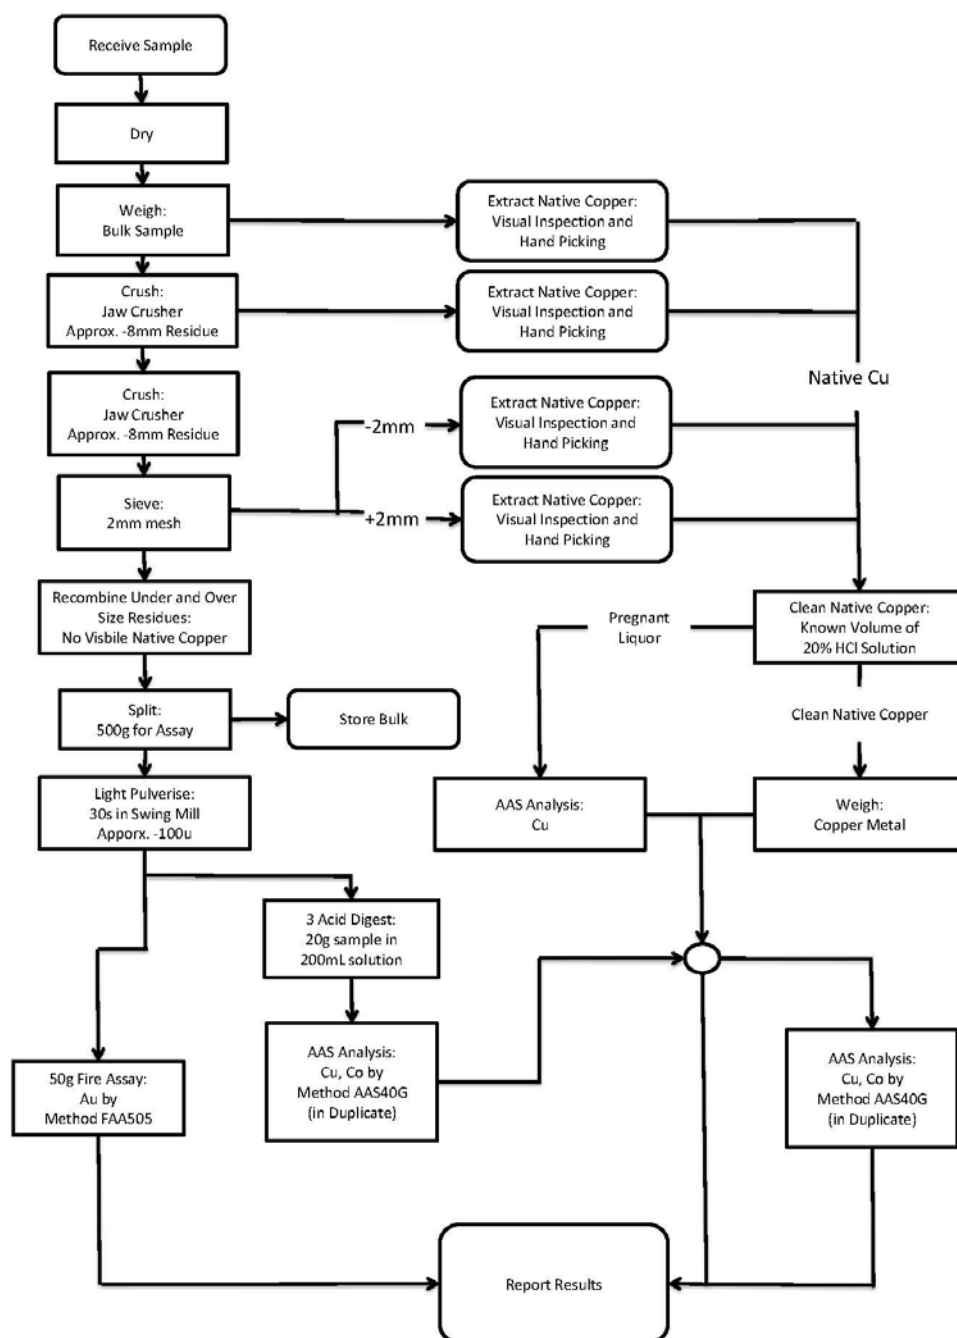 Receive Sample
Dry
Weigh:
Bulk Sample
Extract Native Copper:
Visual Inspection and
Hand Picking
Crush:
Jaw Crusher
Approx. -8mm Residue
Extract Native Copper:
Visual Inspection and
Hand Picking
Native Cu
Crush:
Jaw Crusher
Approx. -8mm Residue
-2mm
Extract Native Copper:
Visual Inspection and
Hand Picking
Sieve:
2mm mesh
+2mm
Extract Native Copper:
Visual Inspection and
Hand Picking
Recombine Under and Over
Size Residues:
No Visbile Native Copper
Pregnant
Liquor
Clean Native Copper:
Known Volume of
20% HCl Solution
Split:
500g for Assay
Store Bulk
Clean Native Copper
Light Pulverise:
30s in Swing Mill
Apporx. -100u
AAS Analysis:
Cu
Weigh:
Copper Metal
3 Acid Digest:
20g sample in
200mL solution
50g Fire Assay:
Au by
Method FAA505
AAS Analysis:
Cu, Co by
Method AAS40G
(in Duplicate)
AAS Analysis:
Cu, Co by
Method AAS40G
(in Duplicate)
Report Results